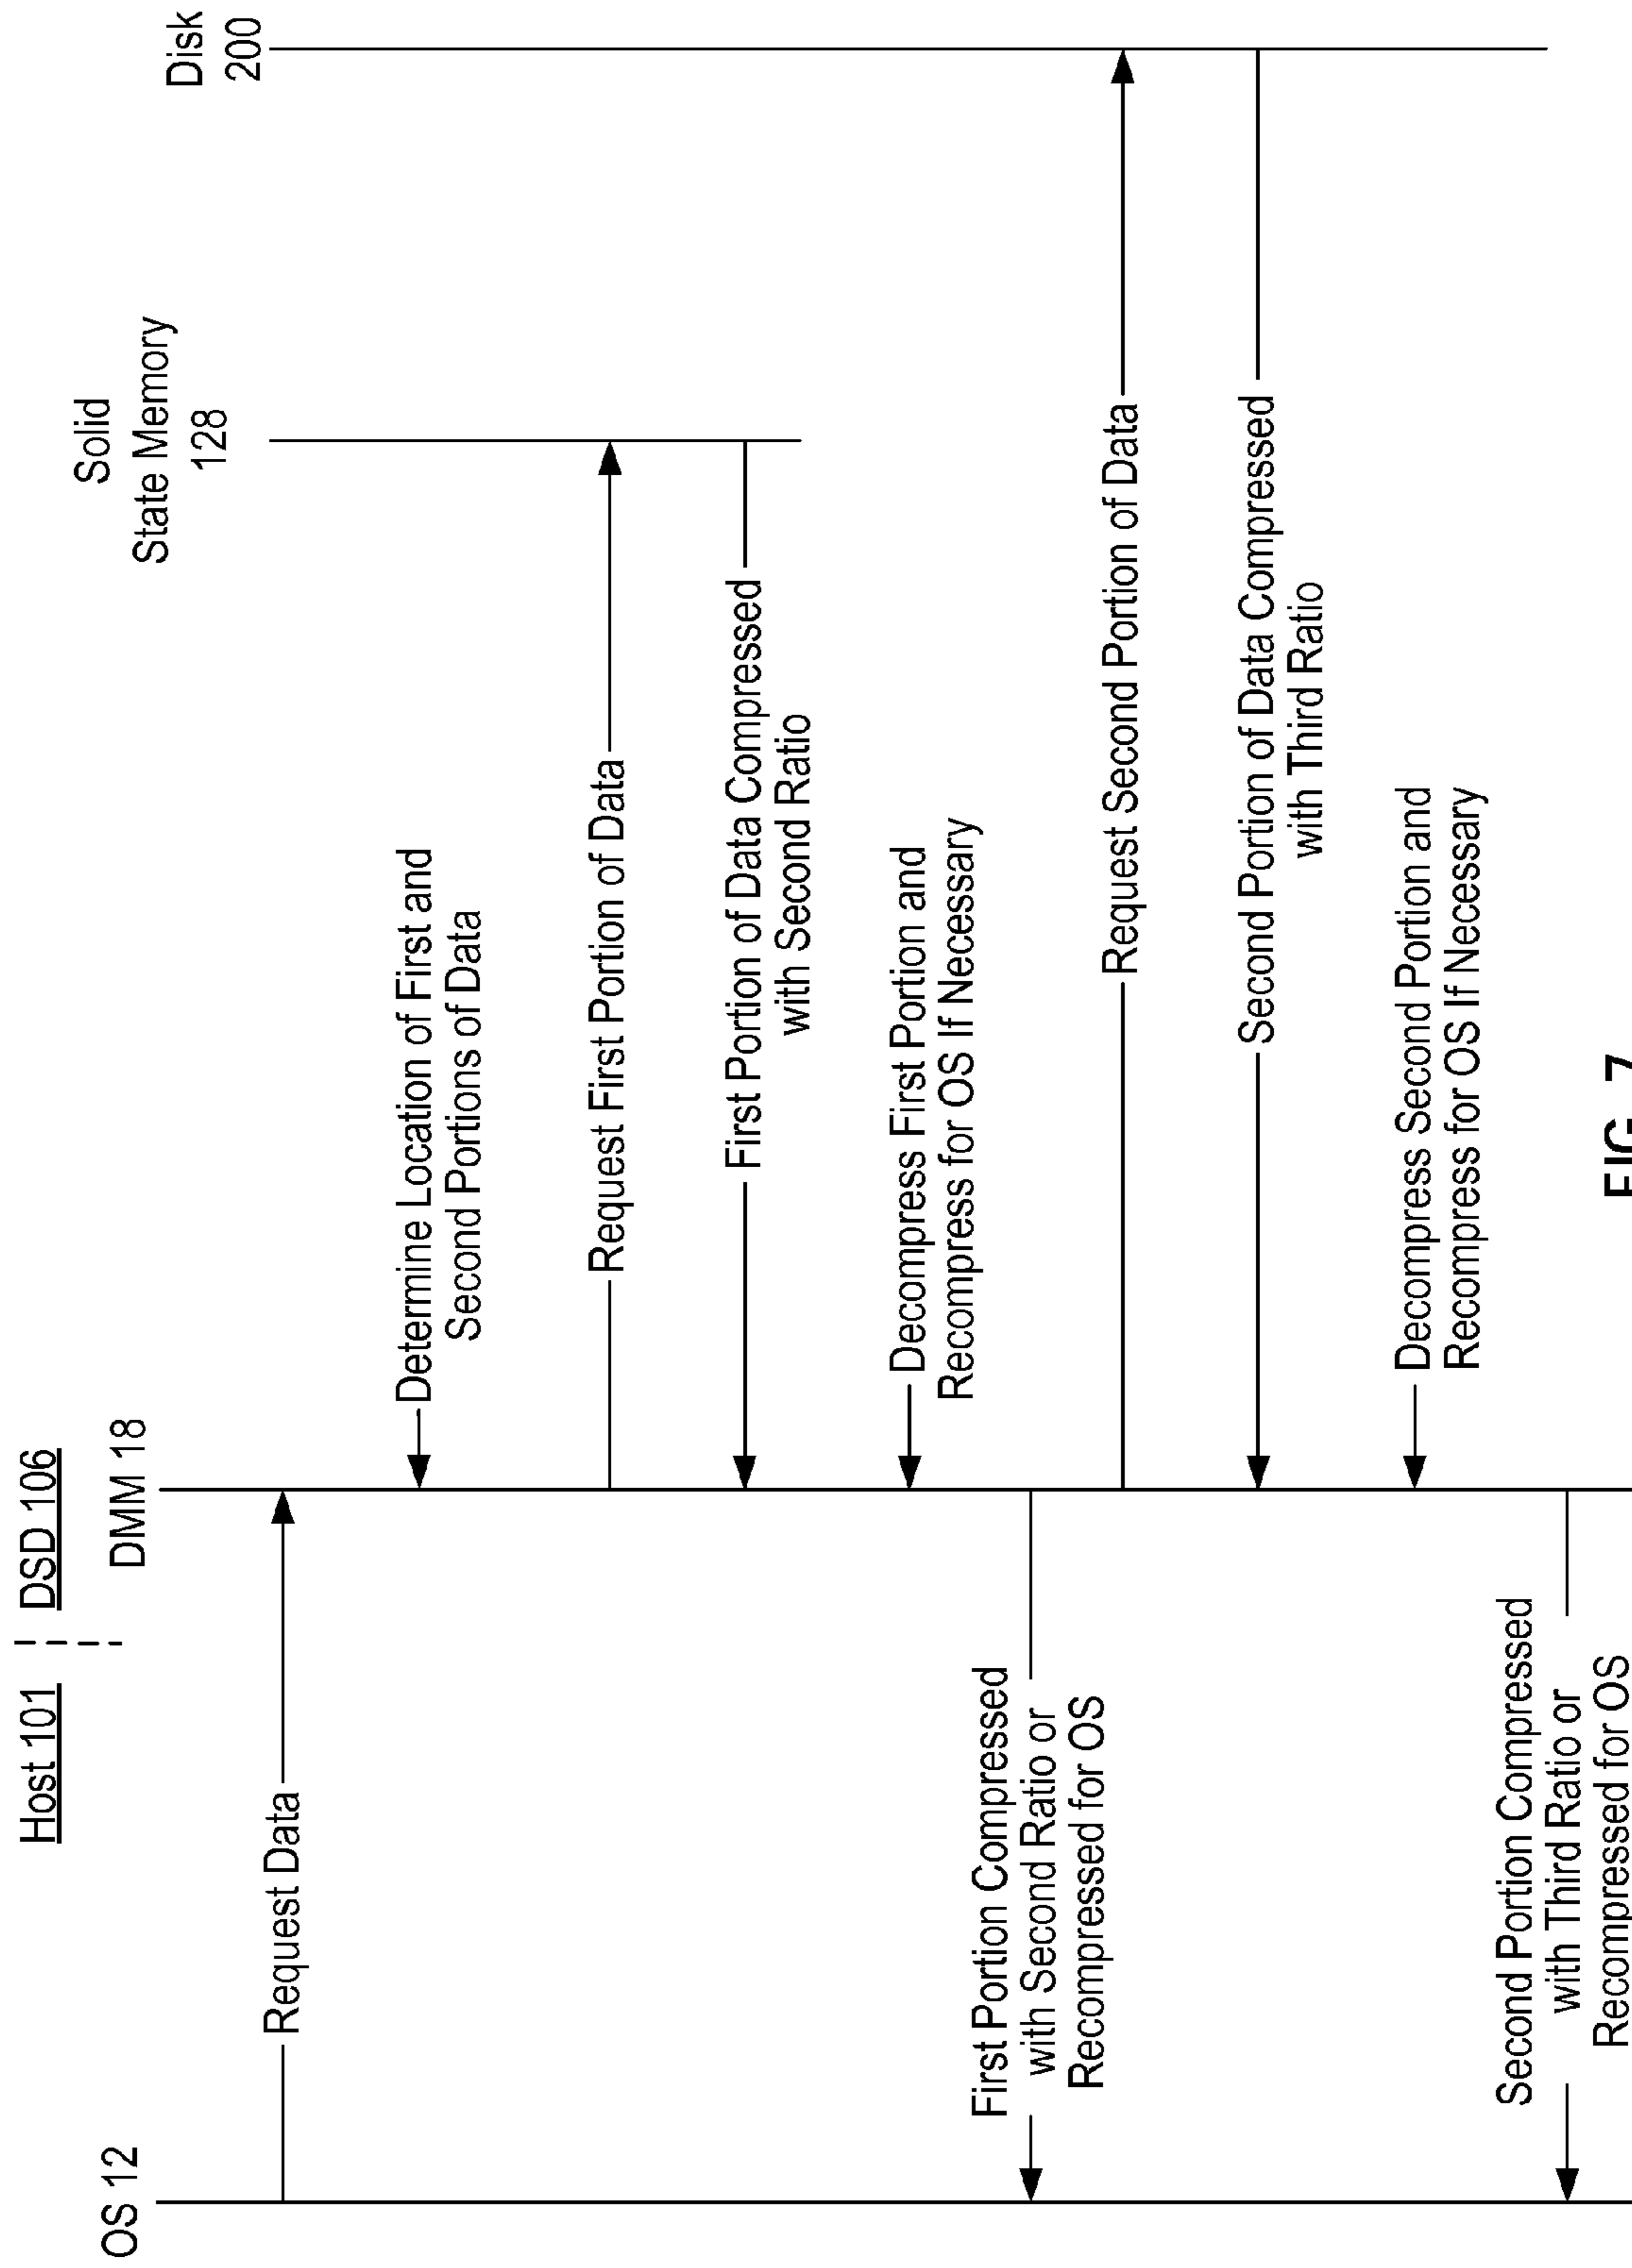 Host 101
DSD 106
OS 12
DMM 18
Solid
State Memory
128
Disk
200
Request Data
Determine Location of First and
Second Portions of Data
Request First Portion of Data
First Portion of Data Compressed
with Second Ratio
Decompress First Portion and
Recompress for OS If Necessary
First Portion Compressed
with Second Ratio or
Recompressed for OS
Request Second Portion of Data
Second Portion of Data Compressed
with Third Ratio
Decompress Second Portion and
Recompress for OS If Necessary
Second Portion Compressed
with Third Ratio or
Recompressed for OS
FIG. 7